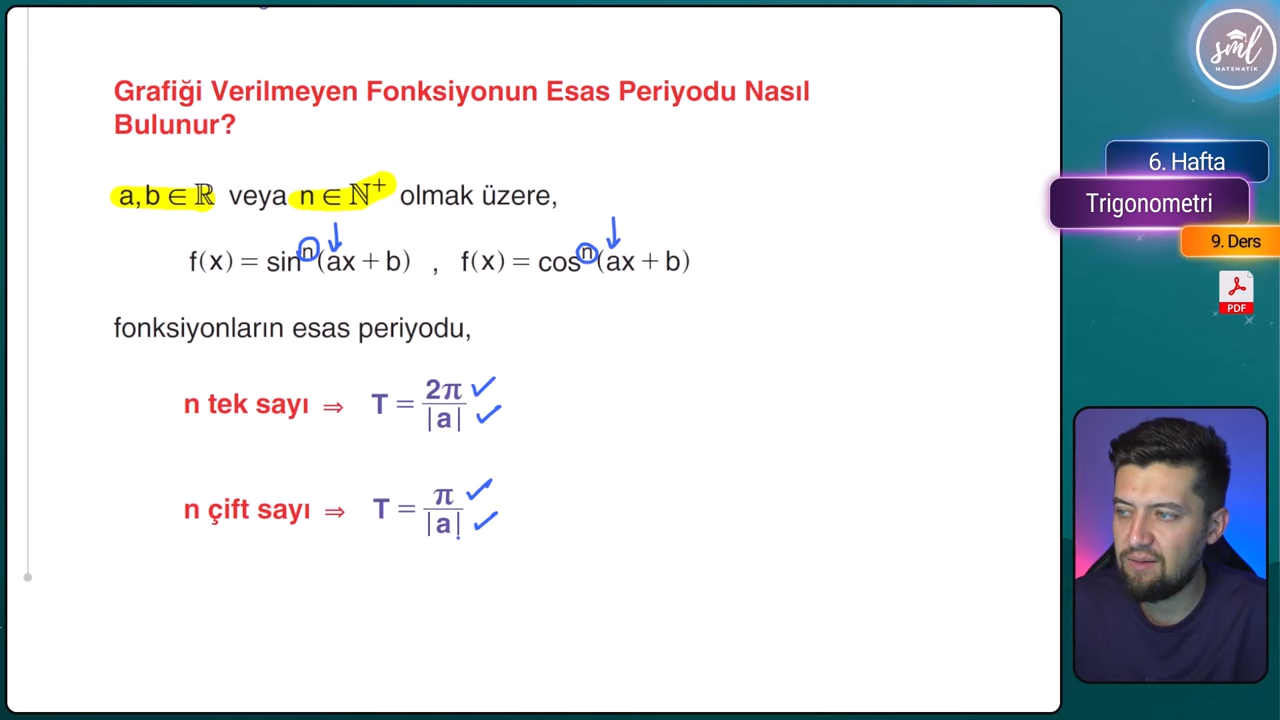 Grafiği Verilmeyen Fonksiyonun Esas Periyodu Nasıl
Bulunur?
a,b ∈ ℝ veya n ∈ ℕ⁺ olmak üzere,
f(x) = sinⁿ(ax + b) , f(x) = cosⁿ(ax + b)
fonksiyonların esas periyodu,
n tek sayı ⇒ T = 2π/|a|
n çift sayı ⇒ T = π/|a|
sml
MATEMATİK
6. Hafta
Trigonometri
9. Ders
PDF